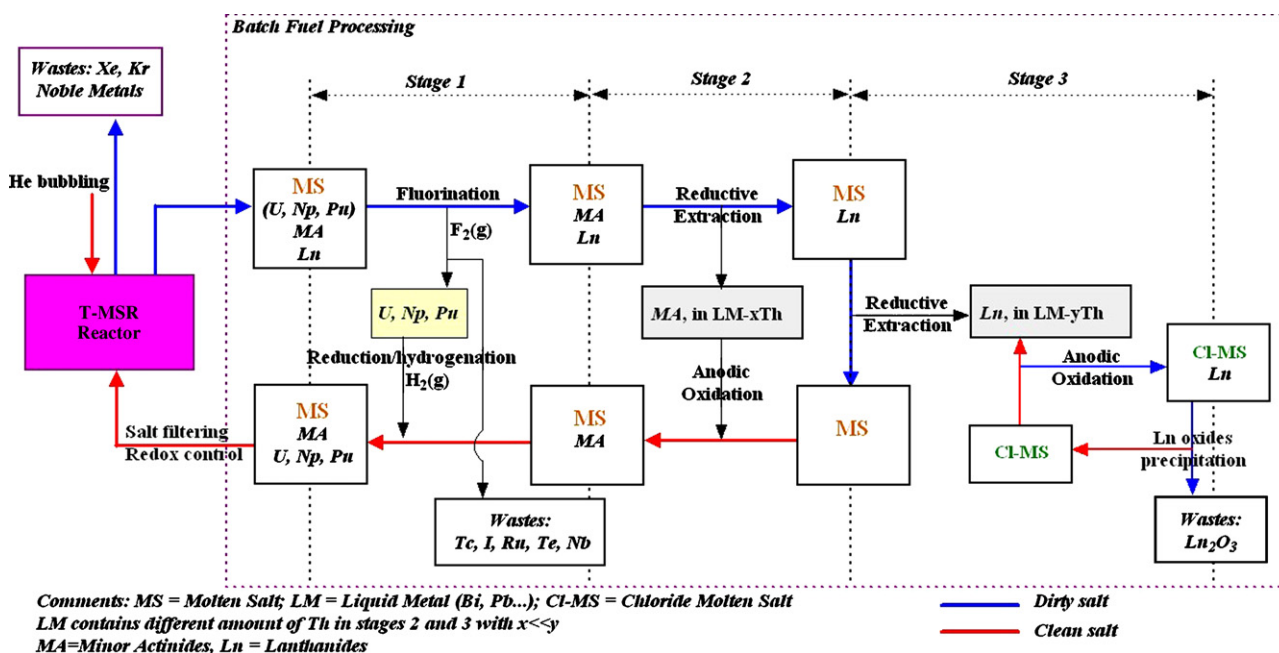 Batch Fuel Processing
Wastes: Xe, Kr
Noble Metals
Stage 1
Stage 2
Stage 3
He bubbling
MS
(U, Np, Pu)
MA
Ln
Fluorination
F₂(g)
MS
MA
Ln
Reductive
Extraction
MS
Ln
T-MSR
Reactor
U, Np, Pu
Reduction/hydrogenation
H₂(g)
MA, in LM-xTh
Anodic
Oxidation
Reductive
Extraction
Ln, in LM-yTh
Anodic
Oxidation
Cl-MS
Ln
Salt filtering
Redox control
MS
MA
U, Np, Pu
MS
MA
MS
Cl-MS
Ln oxides
precipitation
Wastes:
Tc, I, Ru, Te, Nb
Wastes:
Ln₂O₃
Comments: MS = Molten Salt; LM = Liquid Metal (Bi, Pb...); Cl-MS = Chloride Molten Salt
LM contains different amount of Th in stages 2 and 3 with x<<y
MA=Minor Actinides, Ln = Lanthanides
Dirty salt
Clean salt